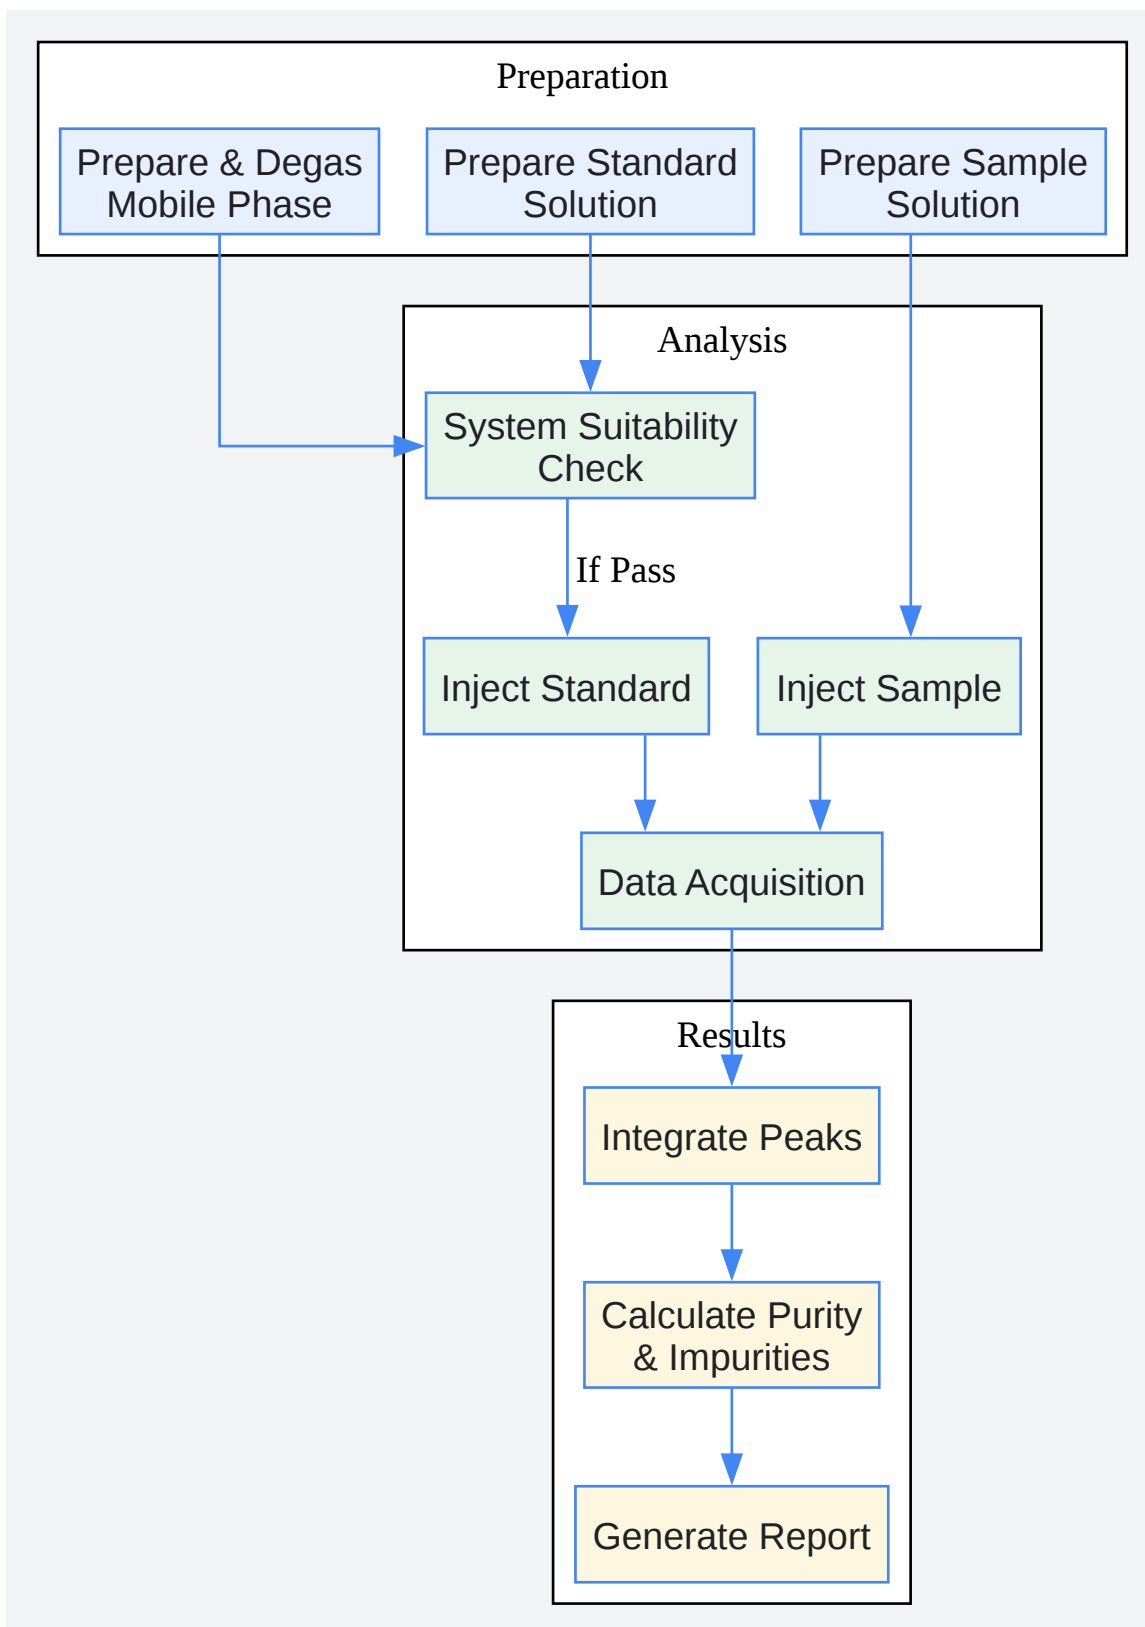 Preparation
Prepare & Degas
Mobile Phase
Prepare Standard
Solution
Prepare Sample
Solution
Analysis
System Suitability
Check
If Pass
Inject Standard
Inject Sample
Data Acquisition
Results
Integrate Peaks
Calculate Purity
& Impurities
Generate Report